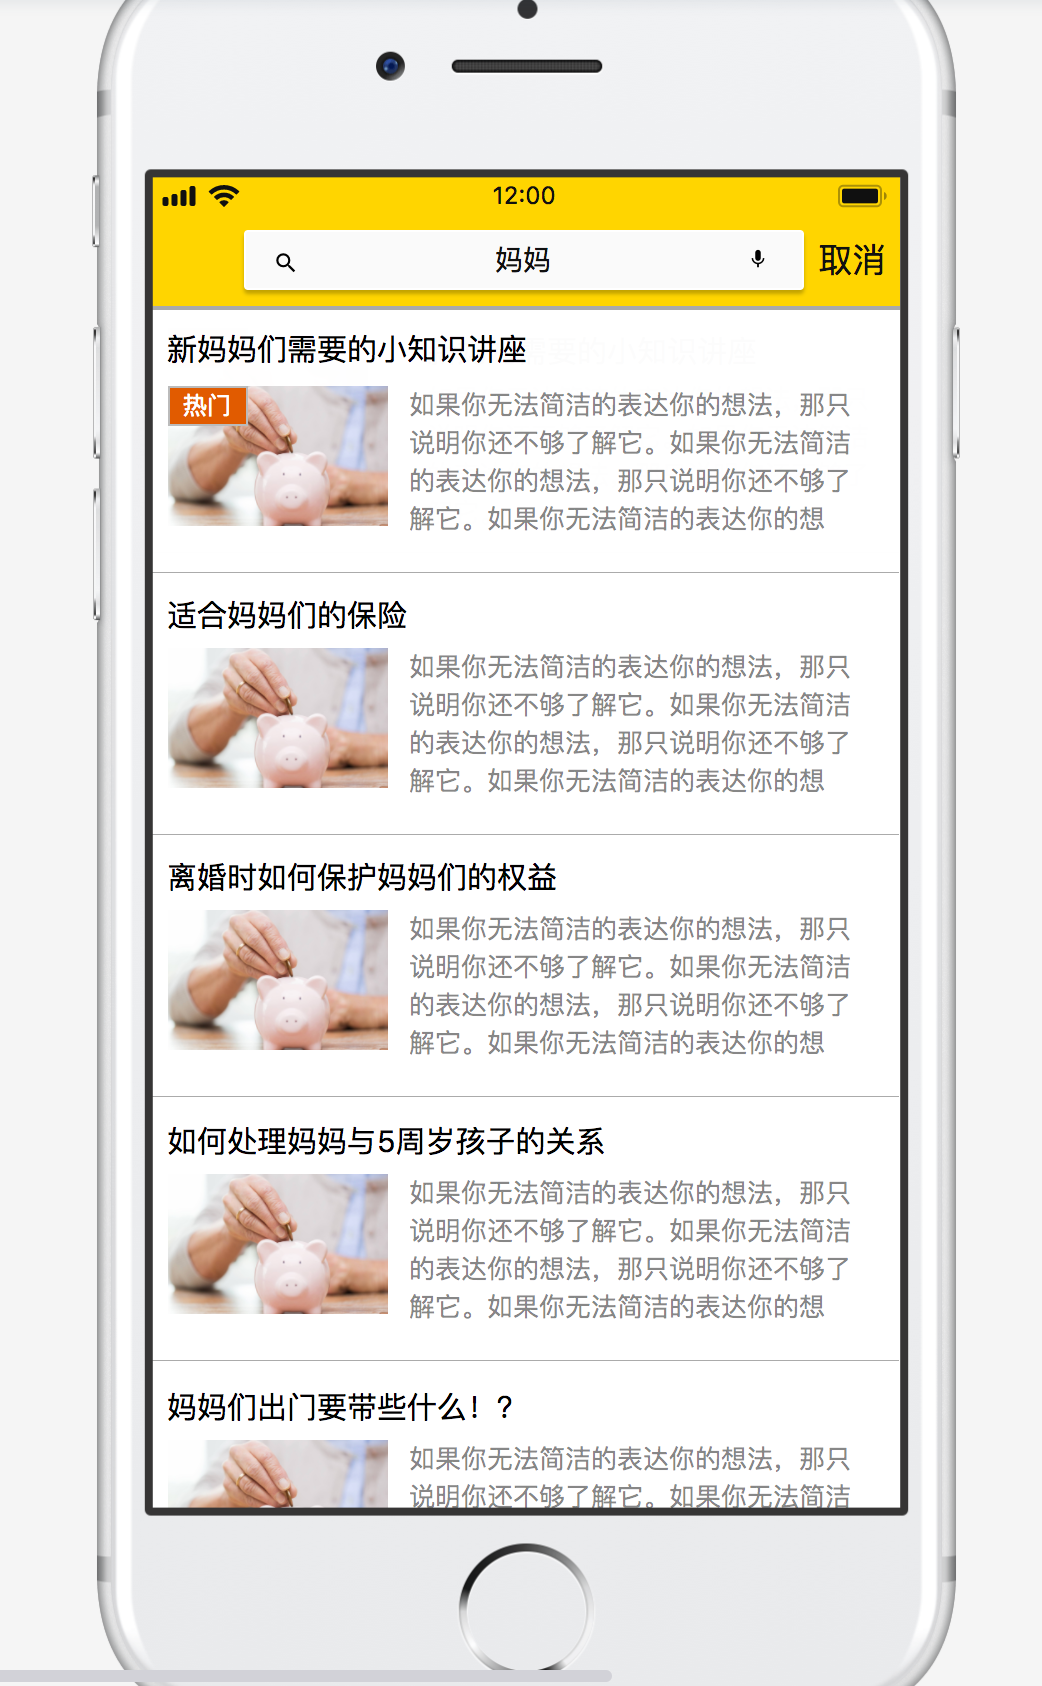 12:00
妈妈
取消
新妈妈们需要的小知识讲座
热门
如果你无法简洁的表达你的想法，那只
说明你还不够了解它。如果你无法简洁
的表达你的想法，那只说明你还不够了
解它。如果你无法简洁的表达你的想
适合妈妈们的保险
如果你无法简洁的表达你的想法，那只
说明你还不够了解它。如果你无法简洁
的表达你的想法，那只说明你还不够了
解它。如果你无法简洁的表达你的想
离婚时如何保护妈妈们的权益
如果你无法简洁的表达你的想法，那只
说明你还不够了解它。如果你无法简洁
的表达你的想法，那只说明你还不够了
解它。如果你无法简洁的表达你的想
如何处理妈妈与5周岁孩子的关系
如果你无法简洁的表达你的想法，那只
说明你还不够了解它。如果你无法简洁
的表达你的想法，那只说明你还不够了
解它。如果你无法简洁的表达你的想
妈妈们出门要带些什么！?
如果你无法简洁的表达你的想法，那只
说明你还不够了解它。如果你无法简洁